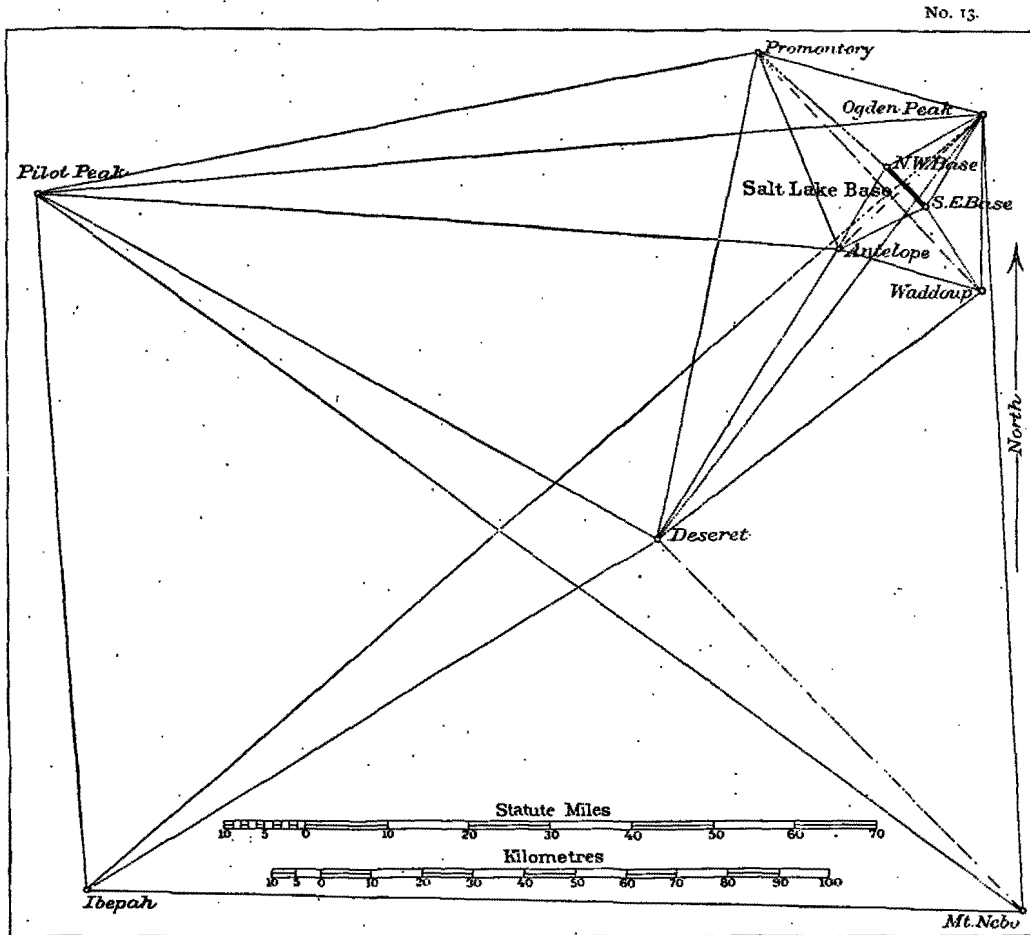 No. 13.
Promontory
Ogden Peak
Pilot Peak
N.W.Base
Salt Lake Base
S.E.Base
Antelope
Waddoup
North
Deseret
Statute Miles
10 5 0 10 20 30 40 50 60 70
Kilometres
10 5 0 10 20 30 40 50 60 70 80 90 100
Ibepah
Mt. Nebo